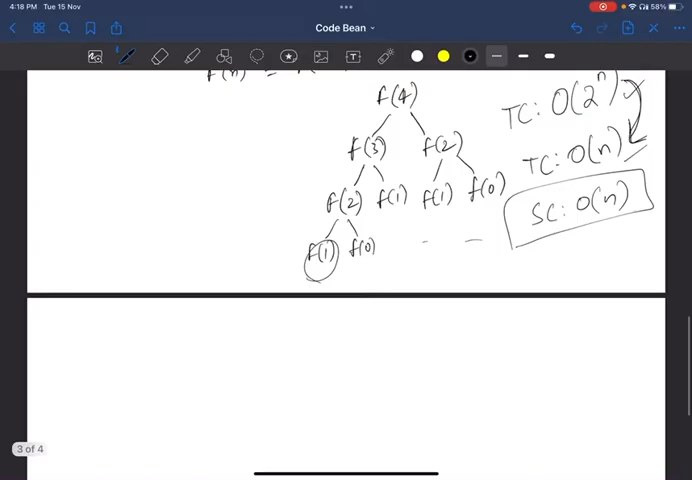 4:18 PM Tue 15 Nov
58%
Code Bean
f(4)
TC: O(2^n)
f(3) f(2)
TC: O(n)
f(2) f(1) f(1) f(0)
SC: O(n)
f(1) f(0)
3 of 4